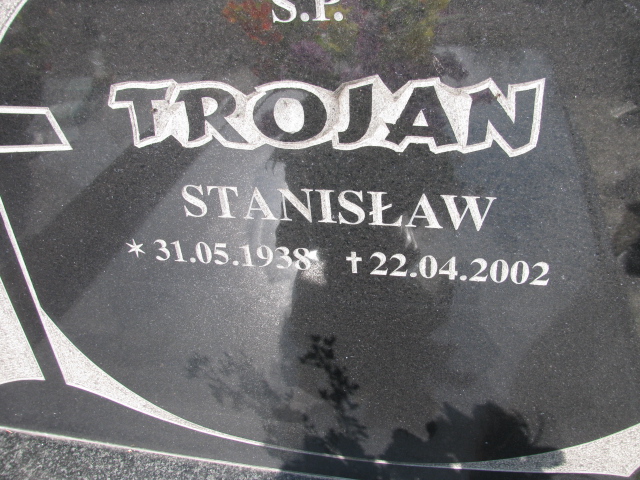 Ś.P.
TROJAN
STANISŁAW
✶ 31.05.1938 ✝ 22.04.2002